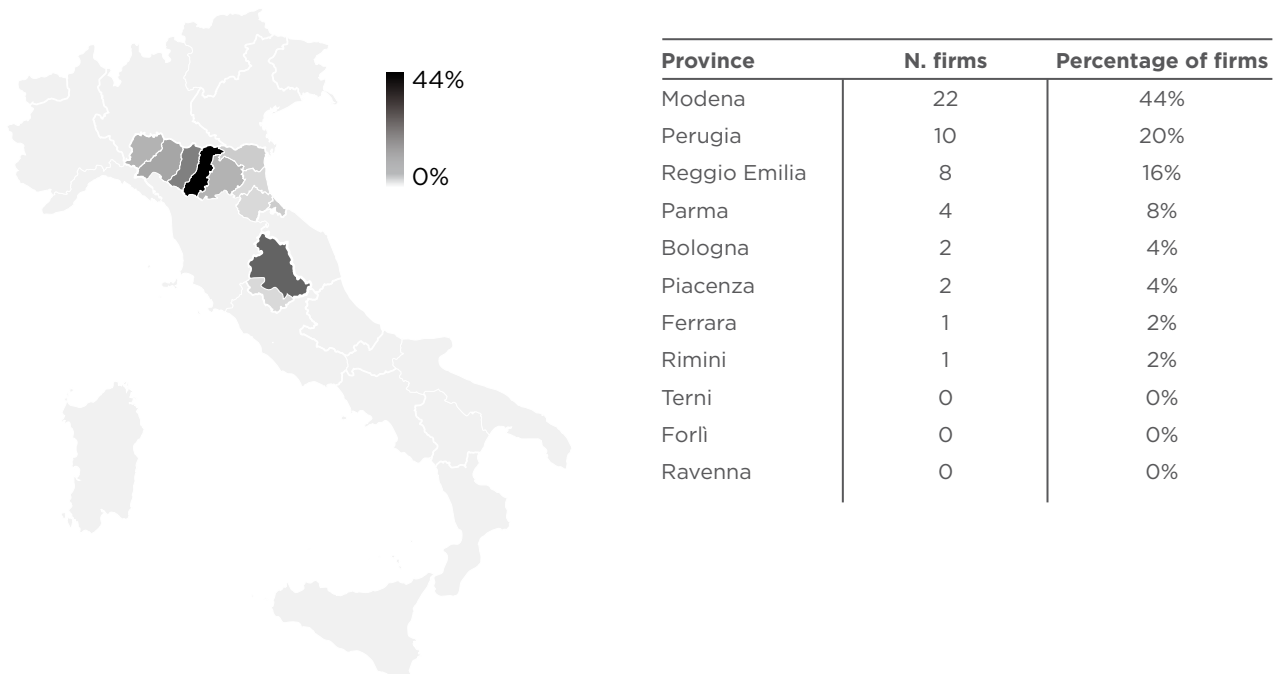 44%
0%
Province N. firms Percentage of firms
Modena 22 44%
Perugia 10 20%
Reggio Emilia 8 16%
Parma 4 8%
Bologna 2 4%
Piacenza 2 4%
Ferrara 1 2%
Rimini 1 2%
Terni 0 0%
Forlì 0 0%
Ravenna 0 0%